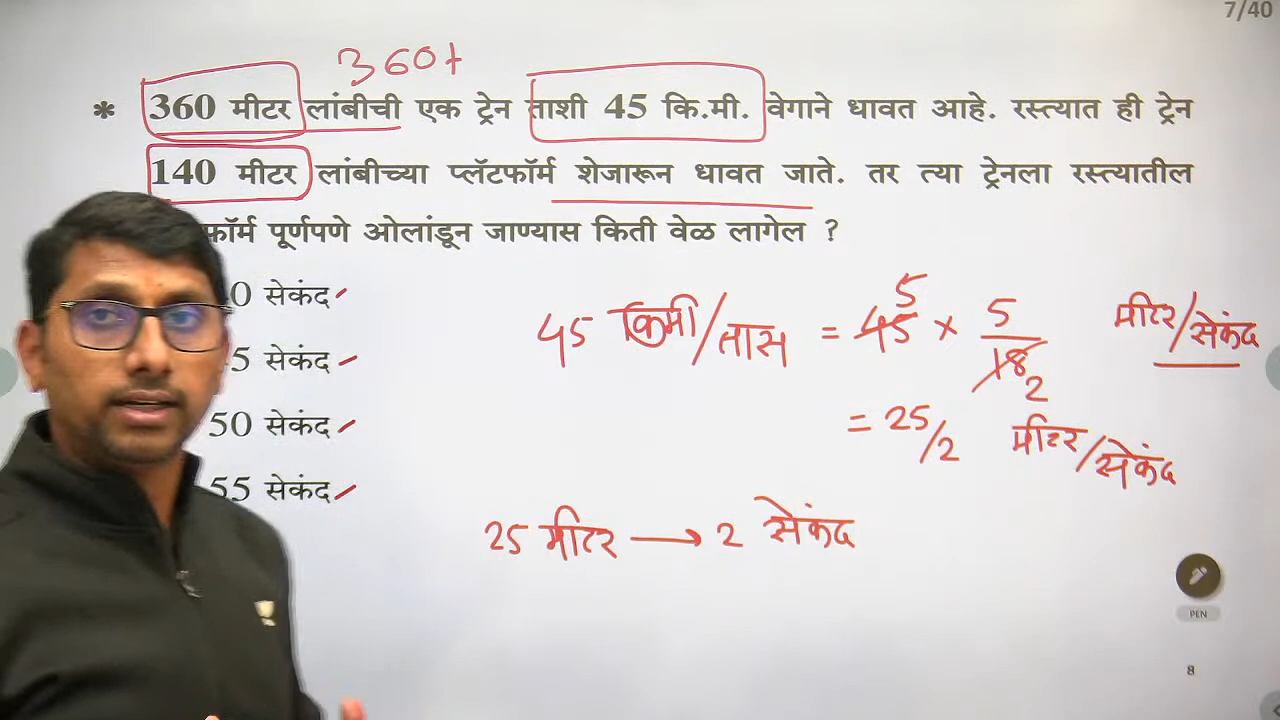 7/40
360+
* 360 मीटर लांबीची एक ट्रेन ताशी 45 कि.मी. वेगाने धावत आहे. रस्त्यात ही ट्रेन
140 मीटर लांबीच्या प्लॅटफॉर्म शेजारून धावत जाते. तर त्या ट्रेनला रस्त्यातील
पूर्णपणे ओलांडून जाण्यास किती वेळ लागेल ?
0 सेकंद
5 सेकंद
50 सेकंद
55 सेकंद
45 किमी/तास = 45 5 × 5/18 2 मीटर/सेकंद
= 25/2 मीटर/सेकंद
25 मीटर → 2 सेकंद
PEN
8